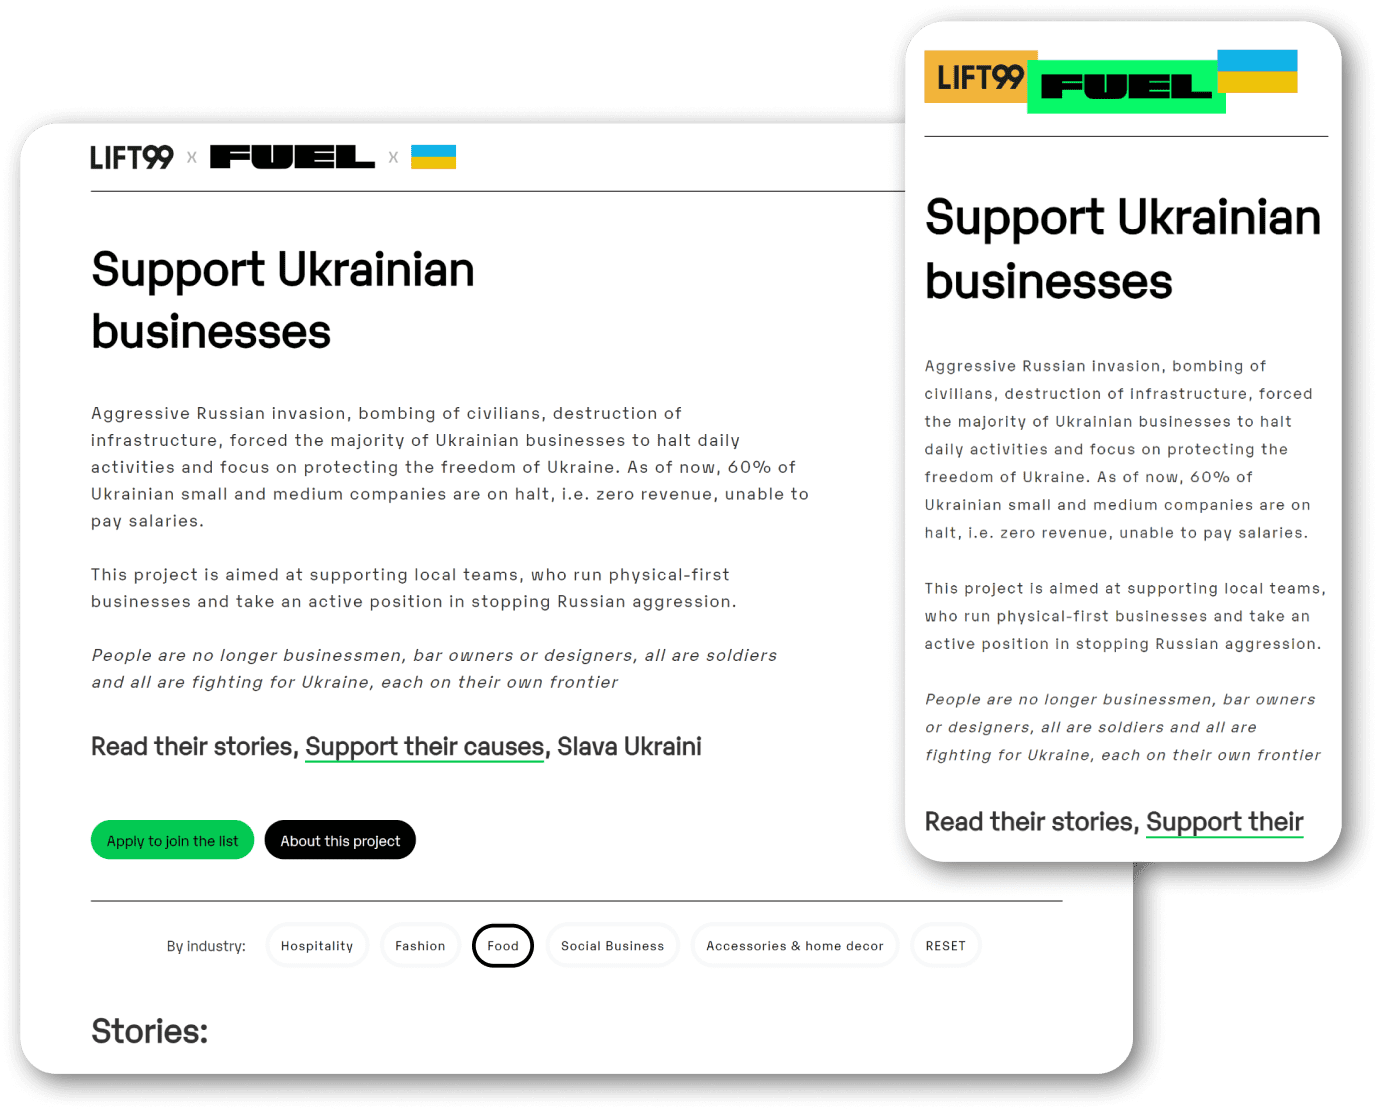 LIFT99 x FUEL x
Support Ukrainian
businesses
Aggressive Russian invasion, bombing of civilians, destruction of
infrastructure, forced the majority of Ukrainian businesses to halt daily
activities and focus on protecting the freedom of Ukraine. As of now, 60% of
Ukrainian small and medium companies are on halt, i.e. zero revenue, unable to
pay salaries.
This project is aimed at supporting local teams, who run physical-first
businesses and take an active position in stopping Russian aggression.
People are no longer businessmen, bar owners or designers, all are soldiers
and all are fighting for Ukraine, each on their own frontier
Read their stories, Support their causes, Slava Ukraini
Apply to join the list About this project
By industry: Hospitality Fashion Food Social Business Accessories & home decor RESET
Stories:
LIFT99 FUEL
Support Ukrainian
businesses
Aggressive Russian invasion, bombing of
civilians, destruction of infrastructure, forced
the majority of Ukrainian businesses to halt
daily activities and focus on protecting the
freedom of Ukraine. As of now, 60% of
Ukrainian small and medium companies are on
halt, i.e. zero revenue, unable to pay salaries.
This project is aimed at supporting local teams,
who run physical-first businesses and take an
active position in stopping Russian aggression.
People are no longer businessmen, bar owners
or designers, all are soldiers and all are
fighting for Ukraine, each on their own frontier
Read their stories, Support their